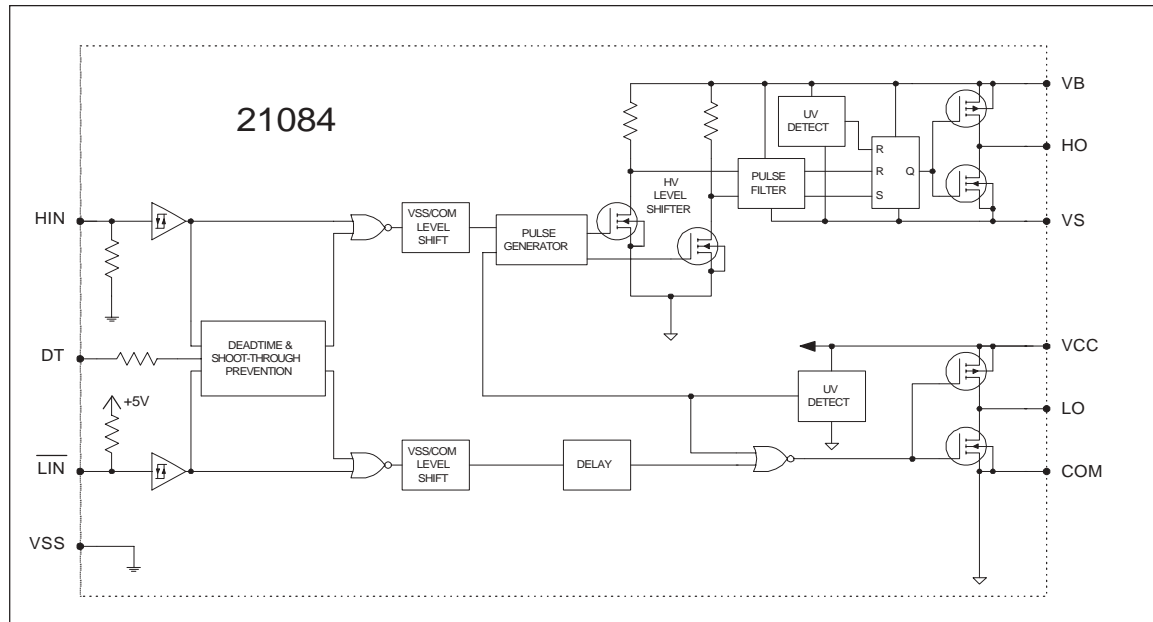 21084
VB
UV
DETECT
HO
R
R
Q
S
PULSE
FILTER
HV
LEVEL
SHIFTER
HIN
VSS/COM
LEVEL
SHIFT
PULSE
GENERATOR
VS
DT
DEADTIME &
SHOOT-THROUGH
PREVENTION
VCC
UV
DETECT
+5V
LO
LIN
VSS/COM
LEVEL
SHIFT
DELAY
COM
VSS